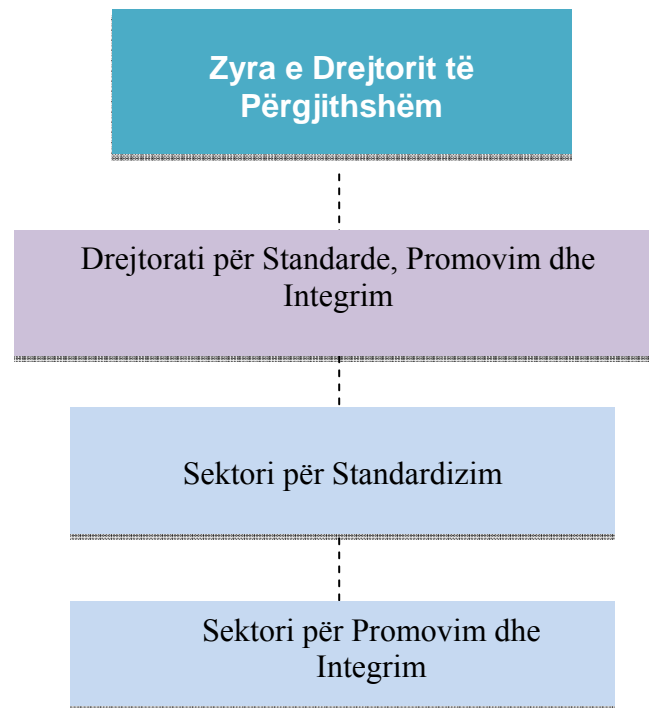 Zyra e Drejtorit të
Përgjithshëm
Drejtorati për Standarde, Promovim dhe
Integrim
Sektori për Standardizim
Sektori për Promovim dhe
Integrim